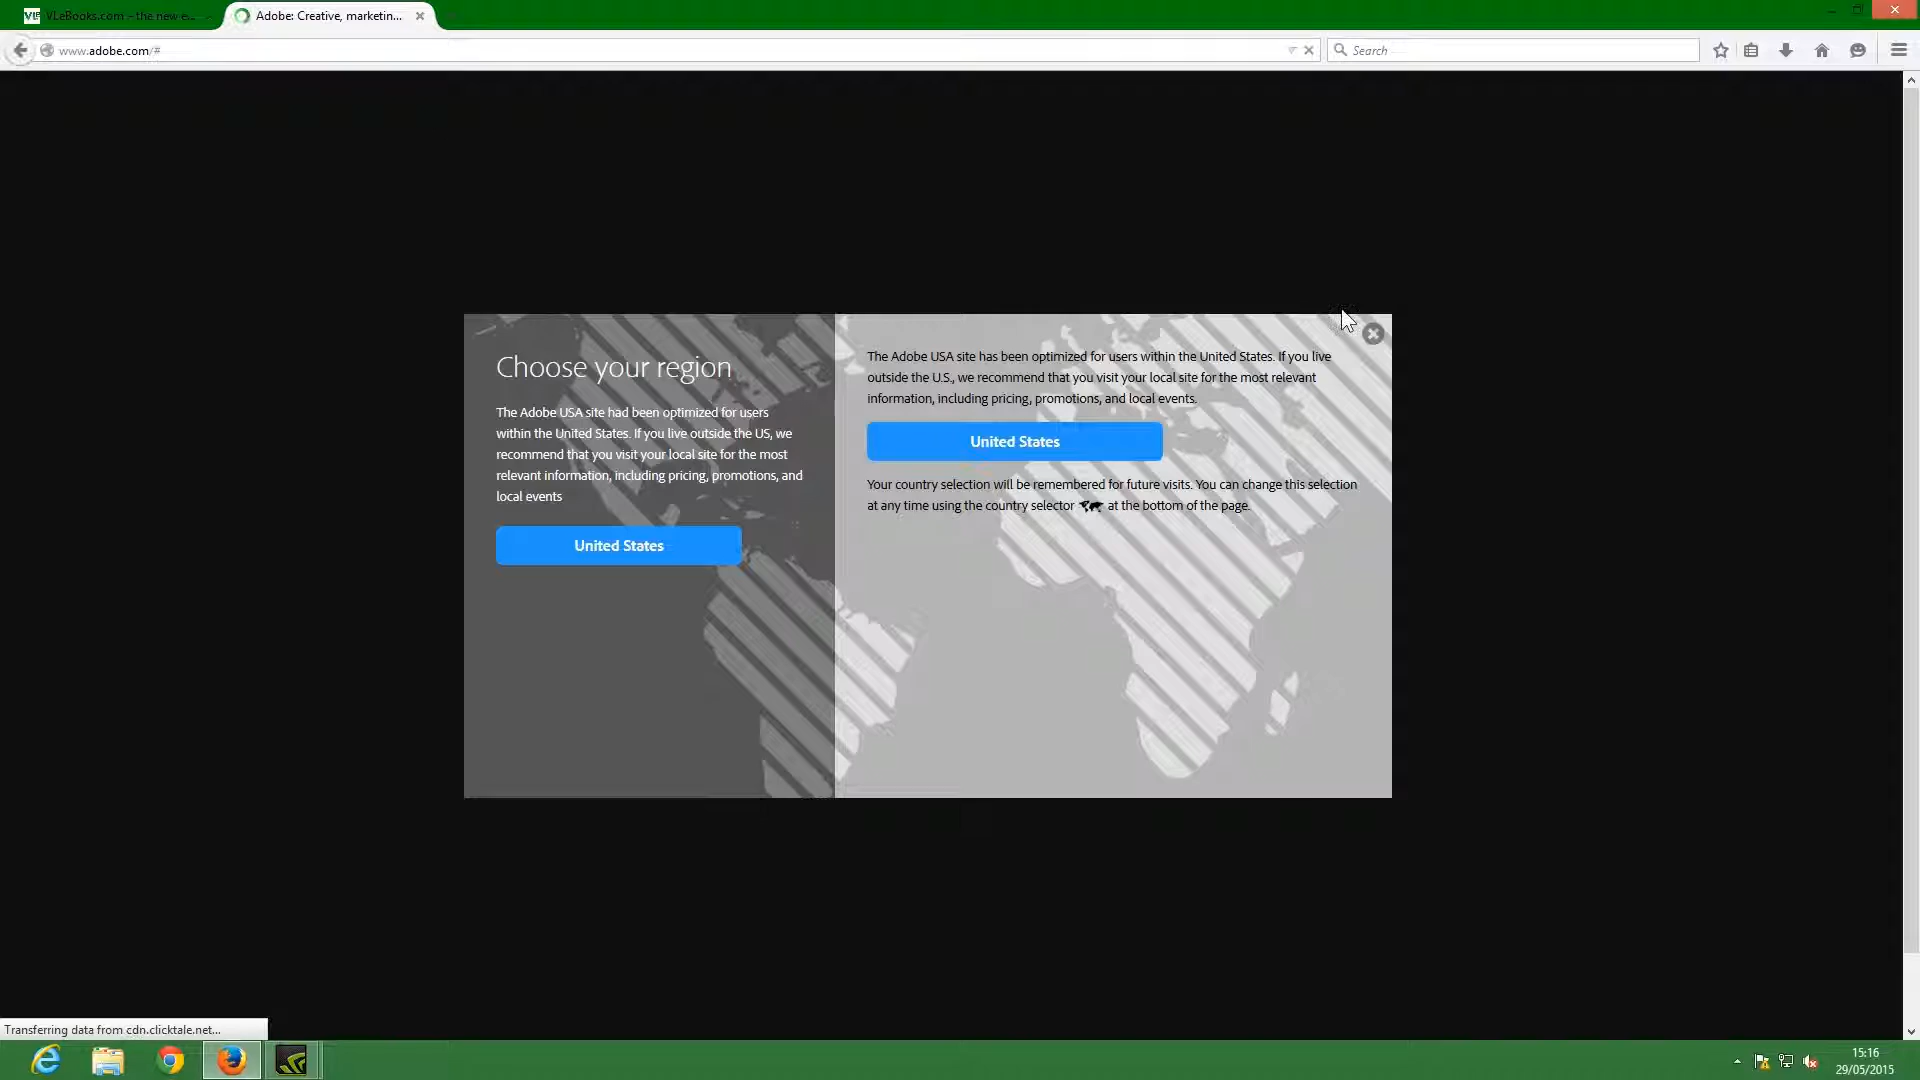 VLeBooks.com – the new e...
Adobe: Creative, marketin...
www.adobe.com/#
Search
Choose your region
The Adobe USA site had been optimized for users
within the United States. If you live outside the US, we
recommend that you visit your local site for the most
relevant information, including pricing, promotions, and
local events
United States
The Adobe USA site has been optimized for users within the United States. If you live
outside the U.S., we recommend that you visit your local site for the most relevant
information, including pricing, promotions, and local events.
United States
Your country selection will be remembered for future visits. You can change this selection
at any time using the country selector at the bottom of the page.
Transferring data from cdn.clicktale.net...
15:16
29/05/2015